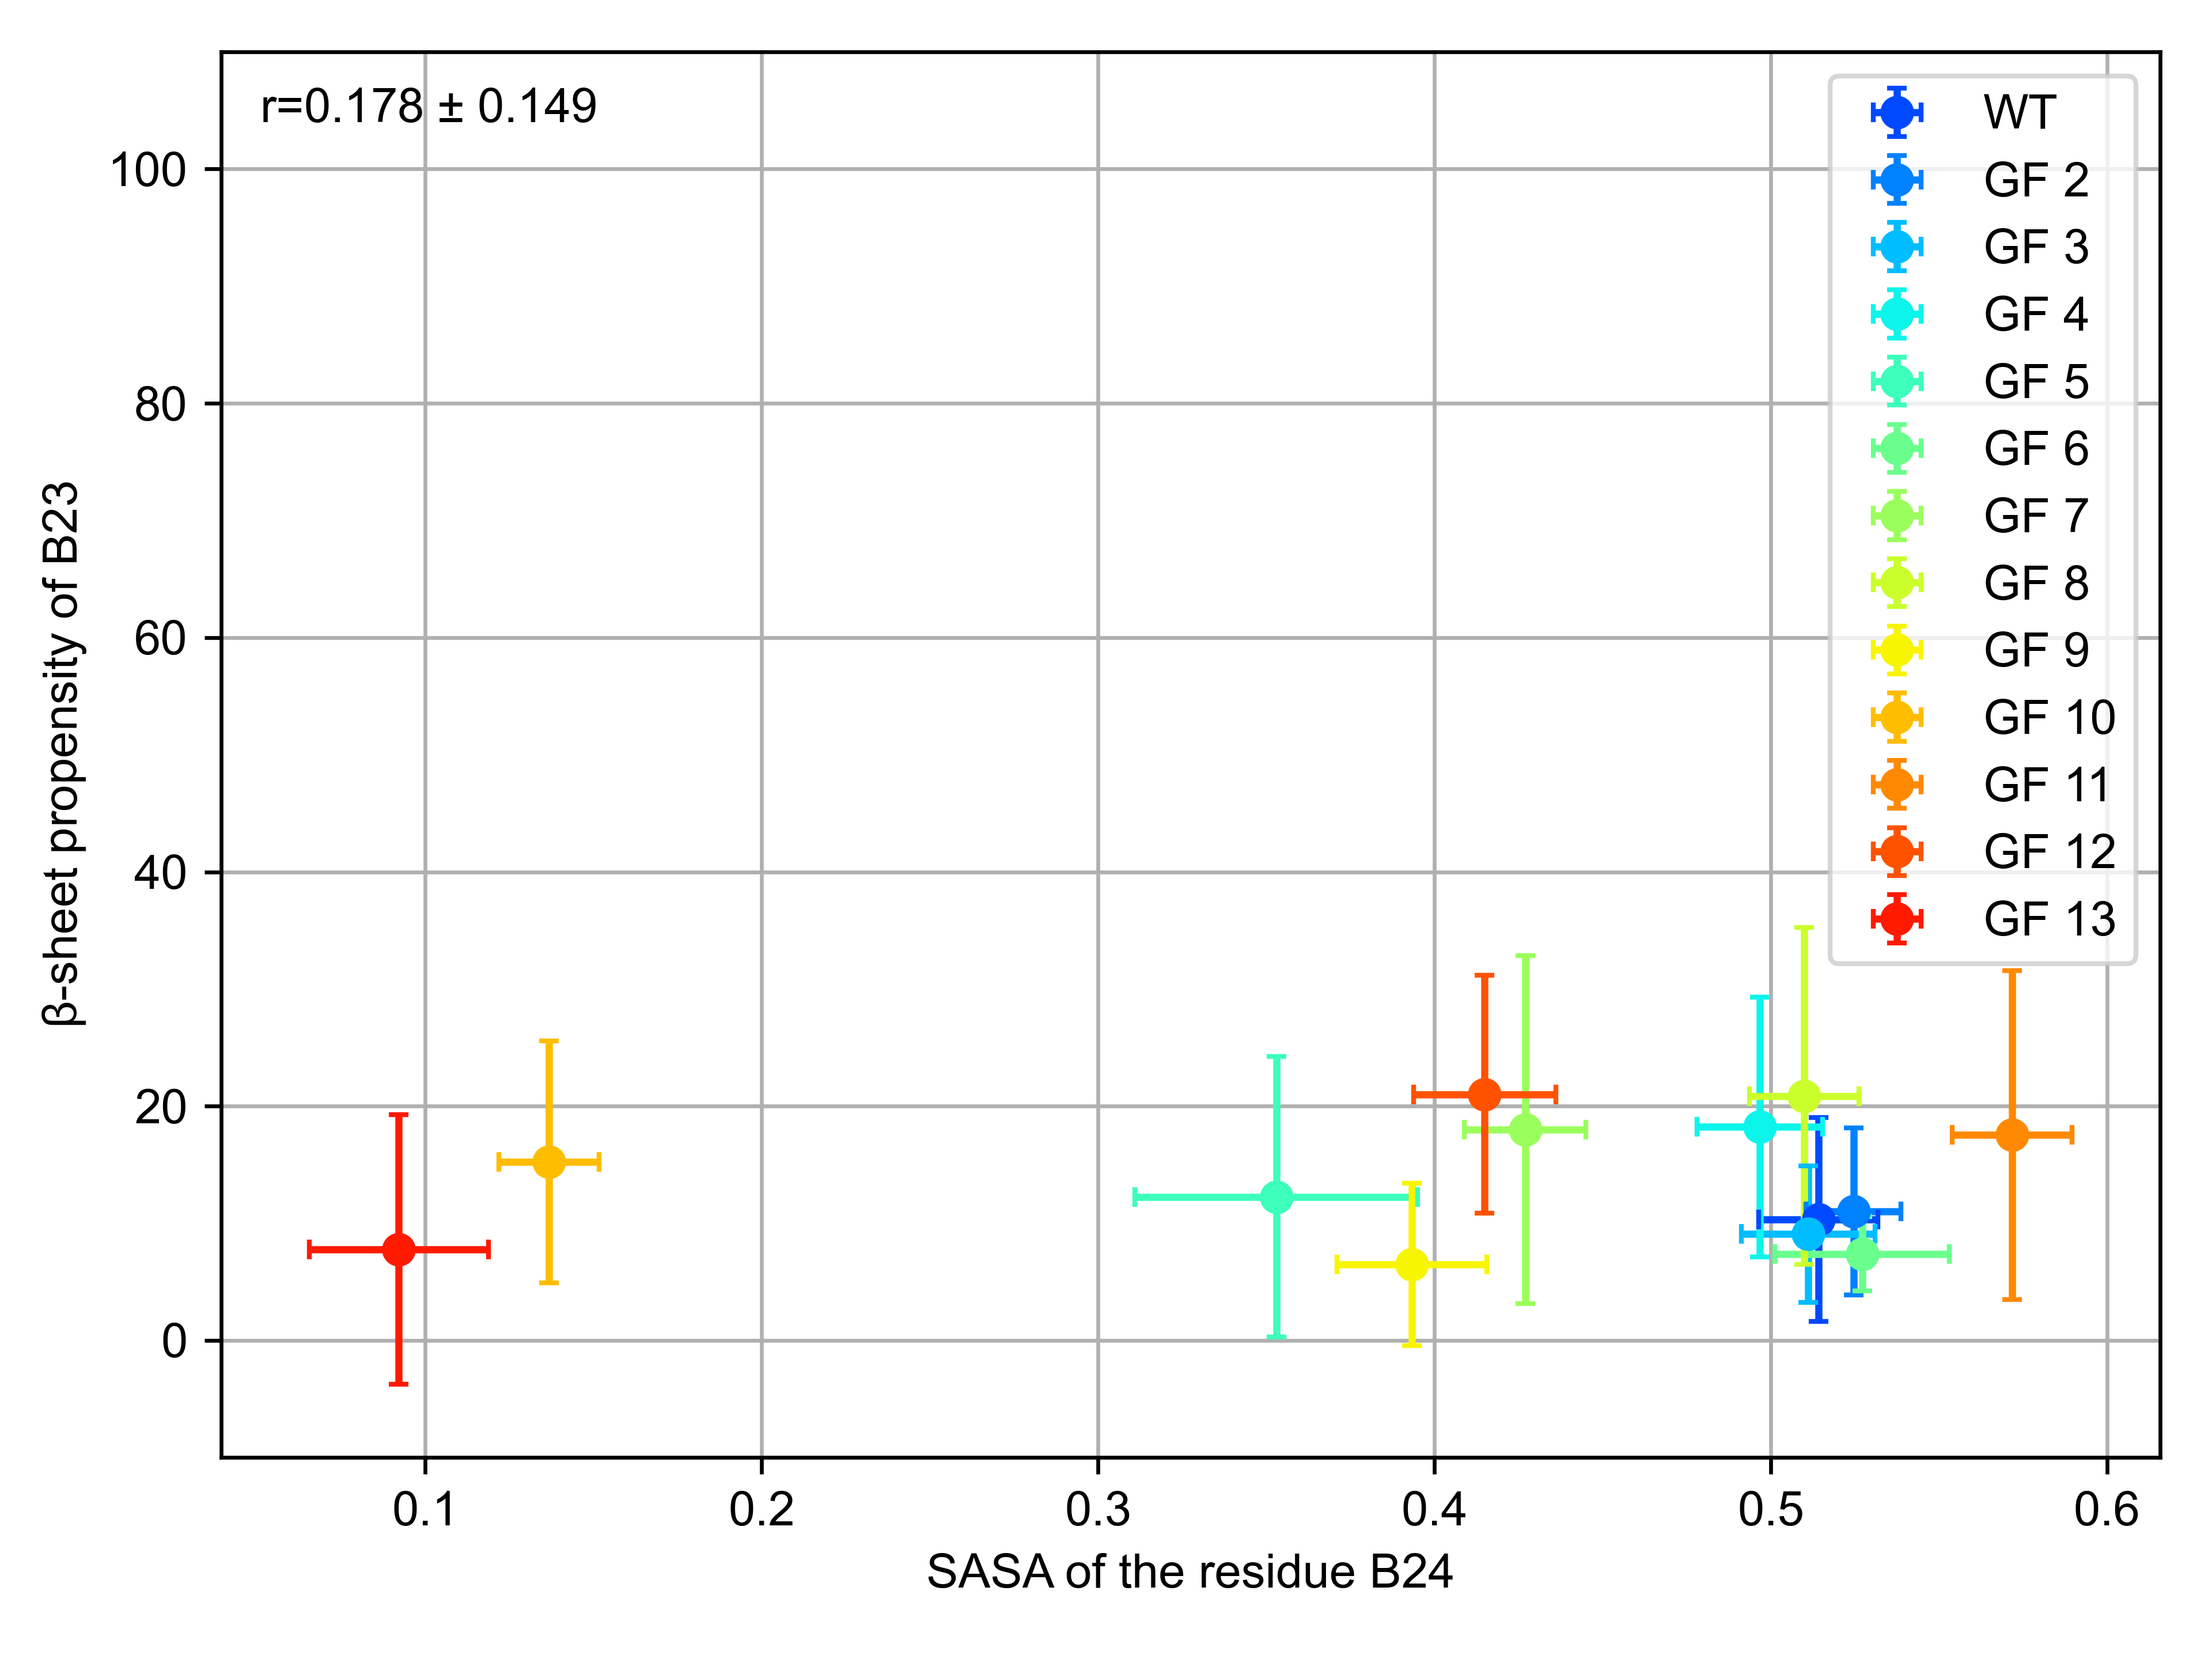 r=0.178 ± 0.149
WT
GF 2
GF 3
GF 4
GF 5
GF 6
GF 7
GF 8
GF 9
GF 10
GF 11
GF 12
GF 13
100
80
60
40
20
0
β-sheet propensity of B23
0.1 0.2 0.3 0.4 0.5 0.6
SASA of the residue B24